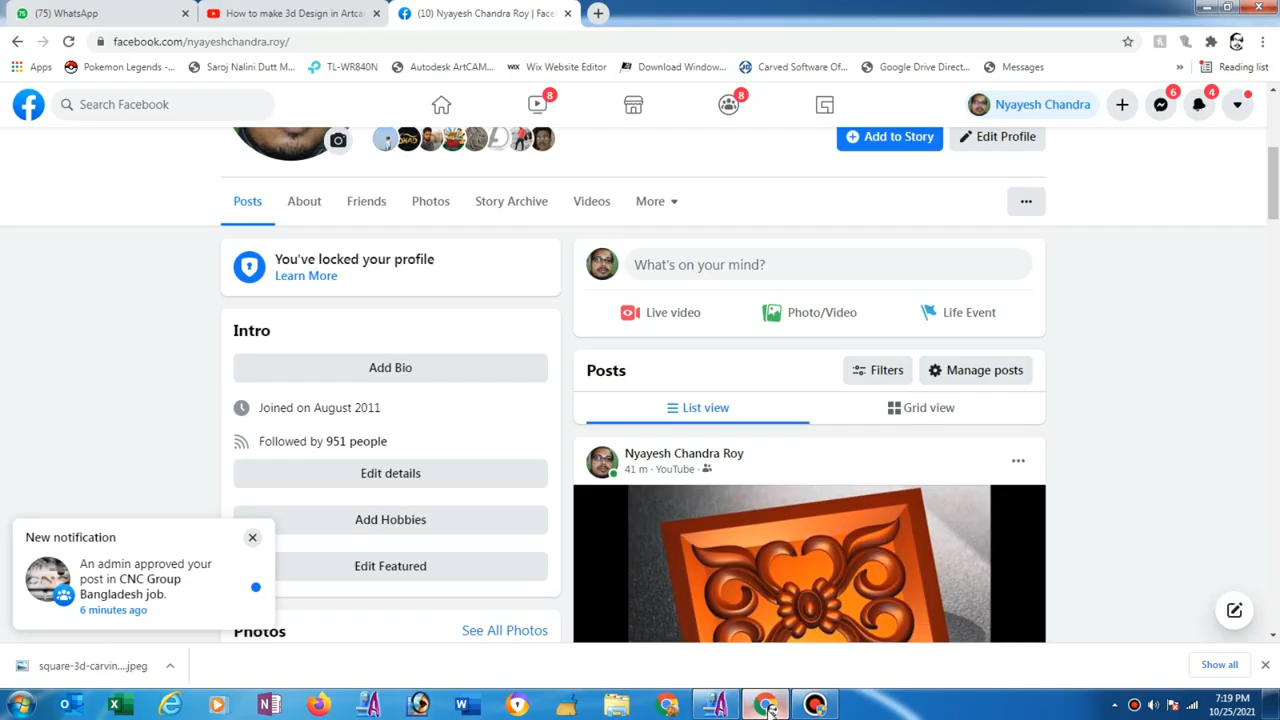 (75) WhatsApp
How to make 3d Design in Artca
(10) Nyayesh Chandra Roy | Face
facebook.com/nyayeshchandra.roy/
Apps
Pokemon Legends -...
Saroj Nalini Dutt M...
TL-WR840N
Autodesk ArtCAM...
Wix Website Editor
Download Window...
Carved Software Of...
Google Drive Direct...
Messages
»
Reading list
Search Facebook
8
8
Nyayesh Chandra
6
4
Add to Story
Edit Profile
Posts
About
Friends
Photos
Story Archive
Videos
More
You've locked your profile
Learn More
What's on your mind?
Live video
Photo/Video
Life Event
Intro
Add Bio
Joined on August 2011
Followed by 951 people
Edit details
Add Hobbies
Edit Featured
Photos
See All Photos
Posts
Filters
Manage posts
List view
Grid view
Nyayesh Chandra Roy
41 m · YouTube ·
New notification
An admin approved your
post in CNC Group
Bangladesh job.
6 minutes ago
square-3d-carvin....jpeg
Show all
7:19 PM
10/25/2021